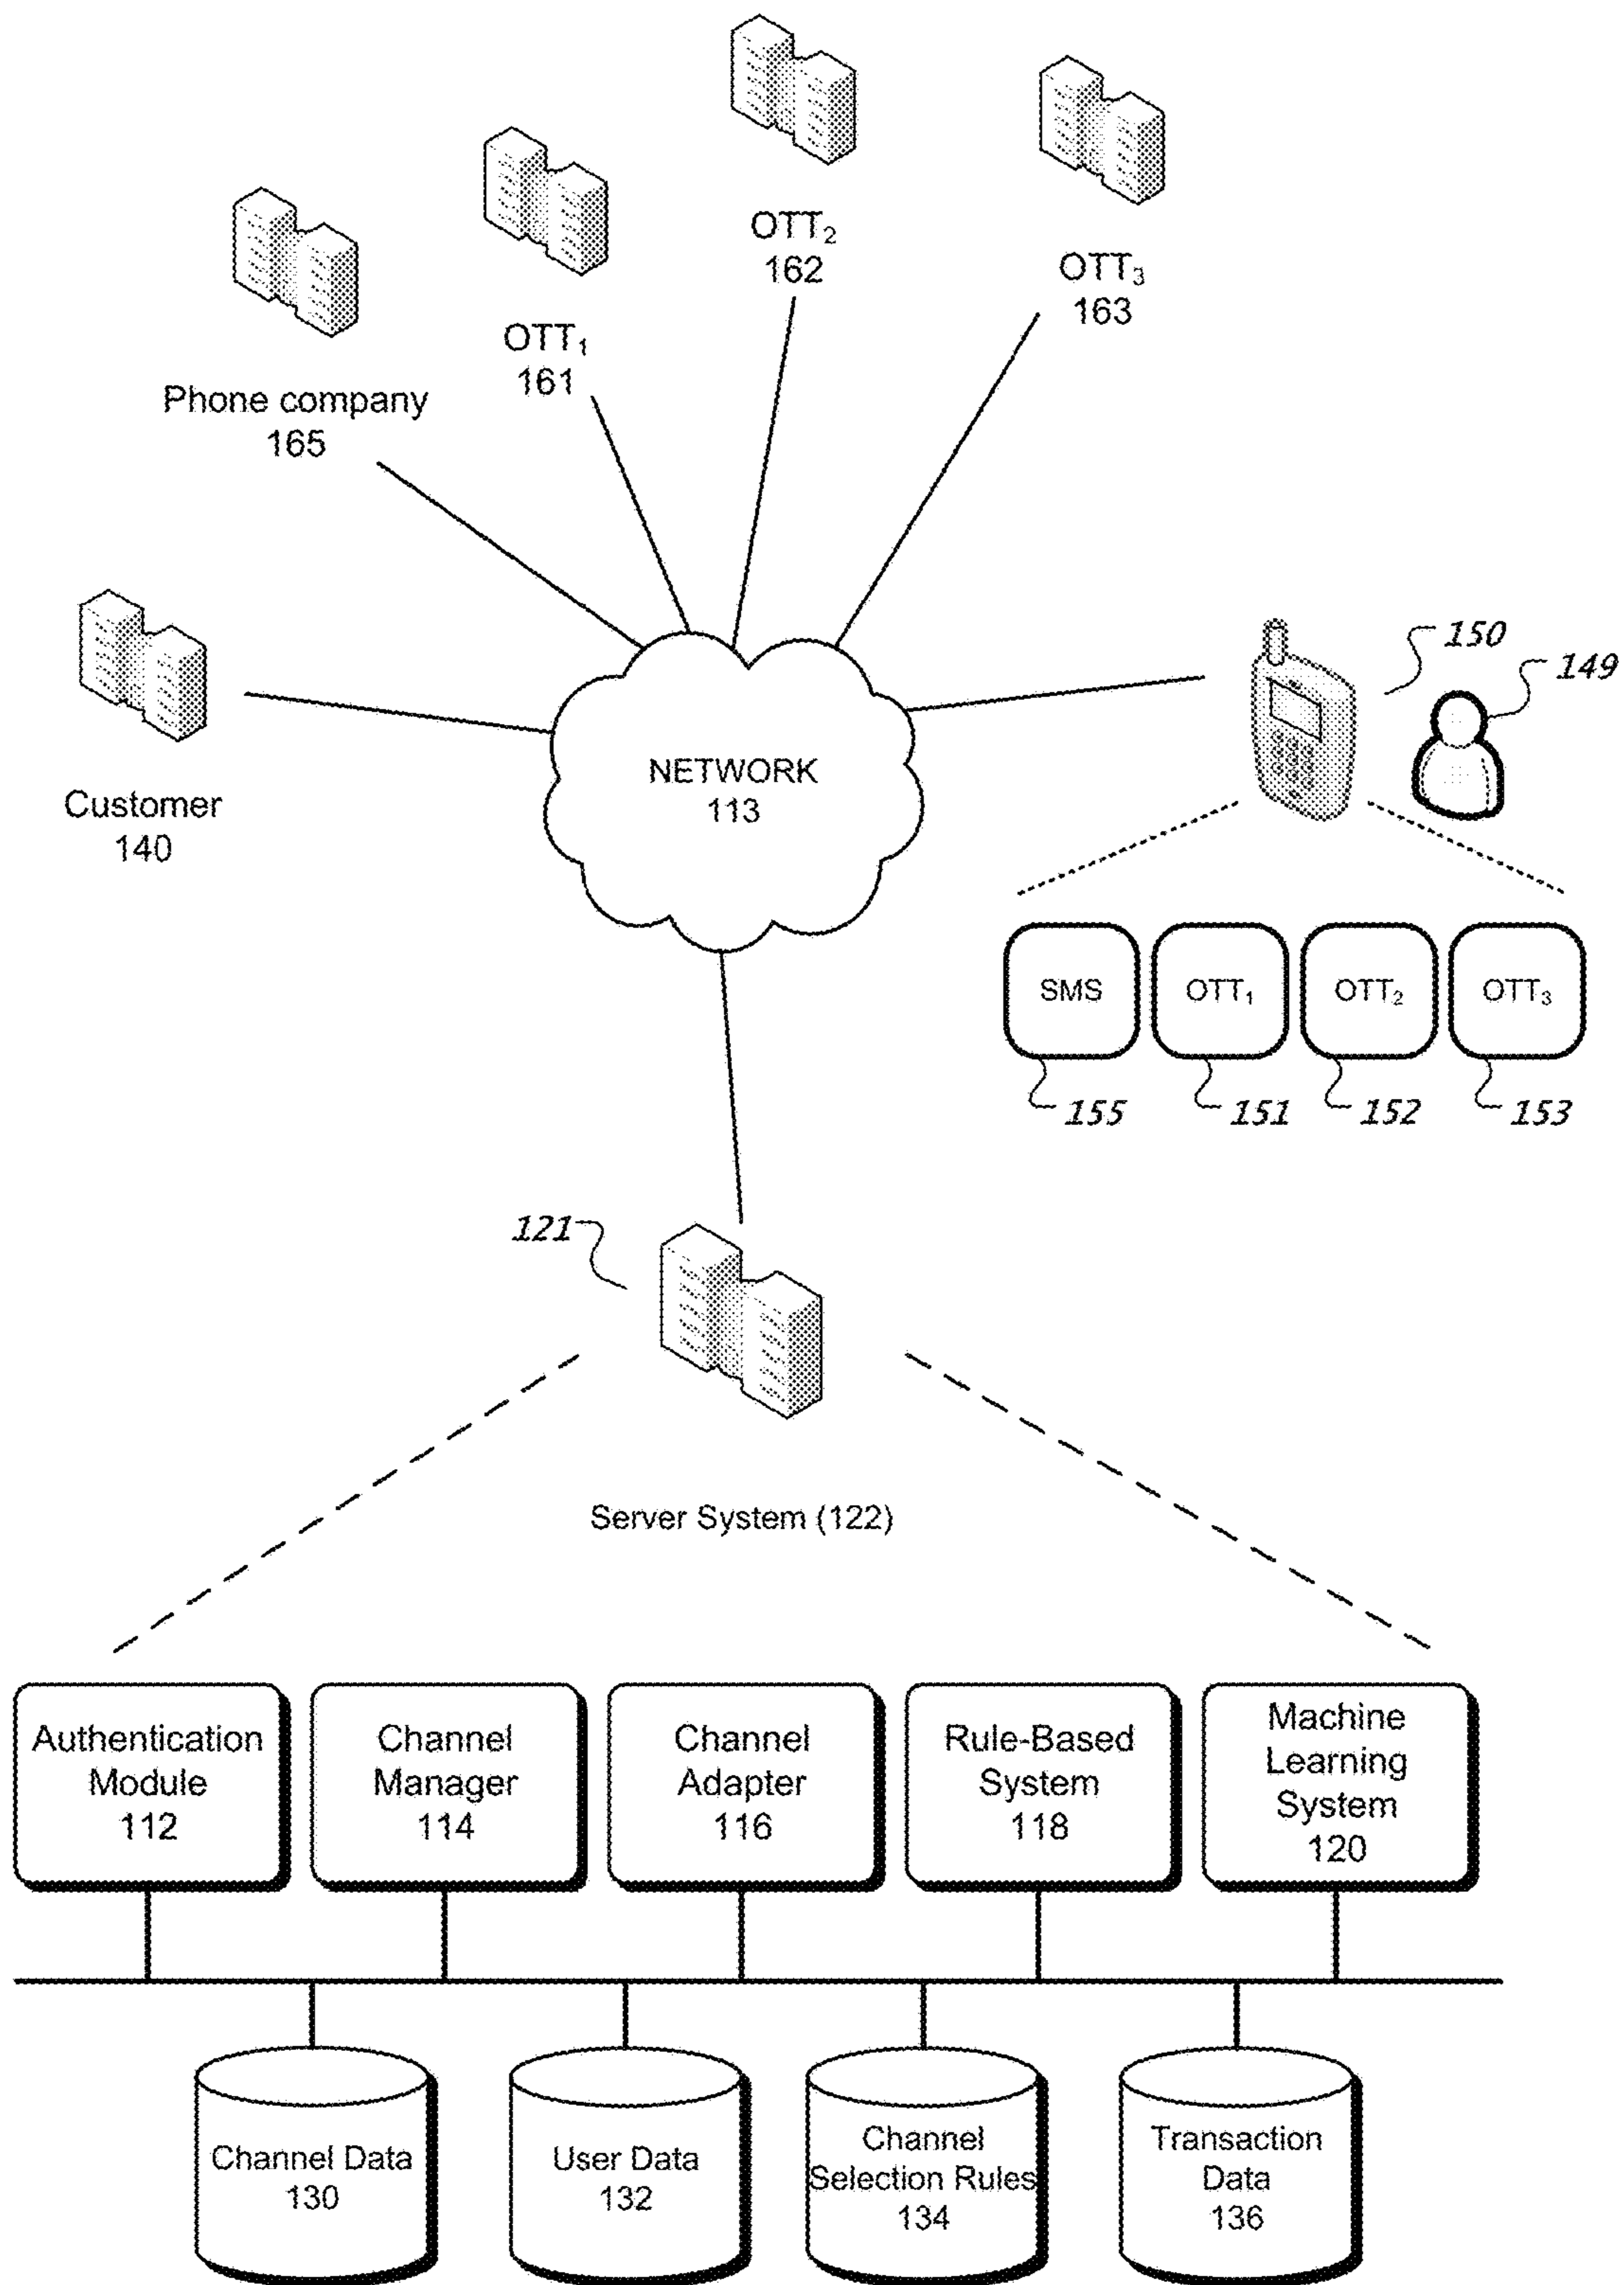 OTT₂
162
OTT₃
163
OTT₁
161
Phone company
165
150
149
NETWORK
113
Customer
140
SMS
OTT₁
OTT₂
OTT₃
155
151
152
153
121
Server System (122)
Authentication
Module
112
Channel
Manager
114
Channel
Adapter
116
Rule-Based
System
118
Machine
Learning
System
120
Channel Data
130
User Data
132
Channel
Selection Rules
134
Transaction
Data
136